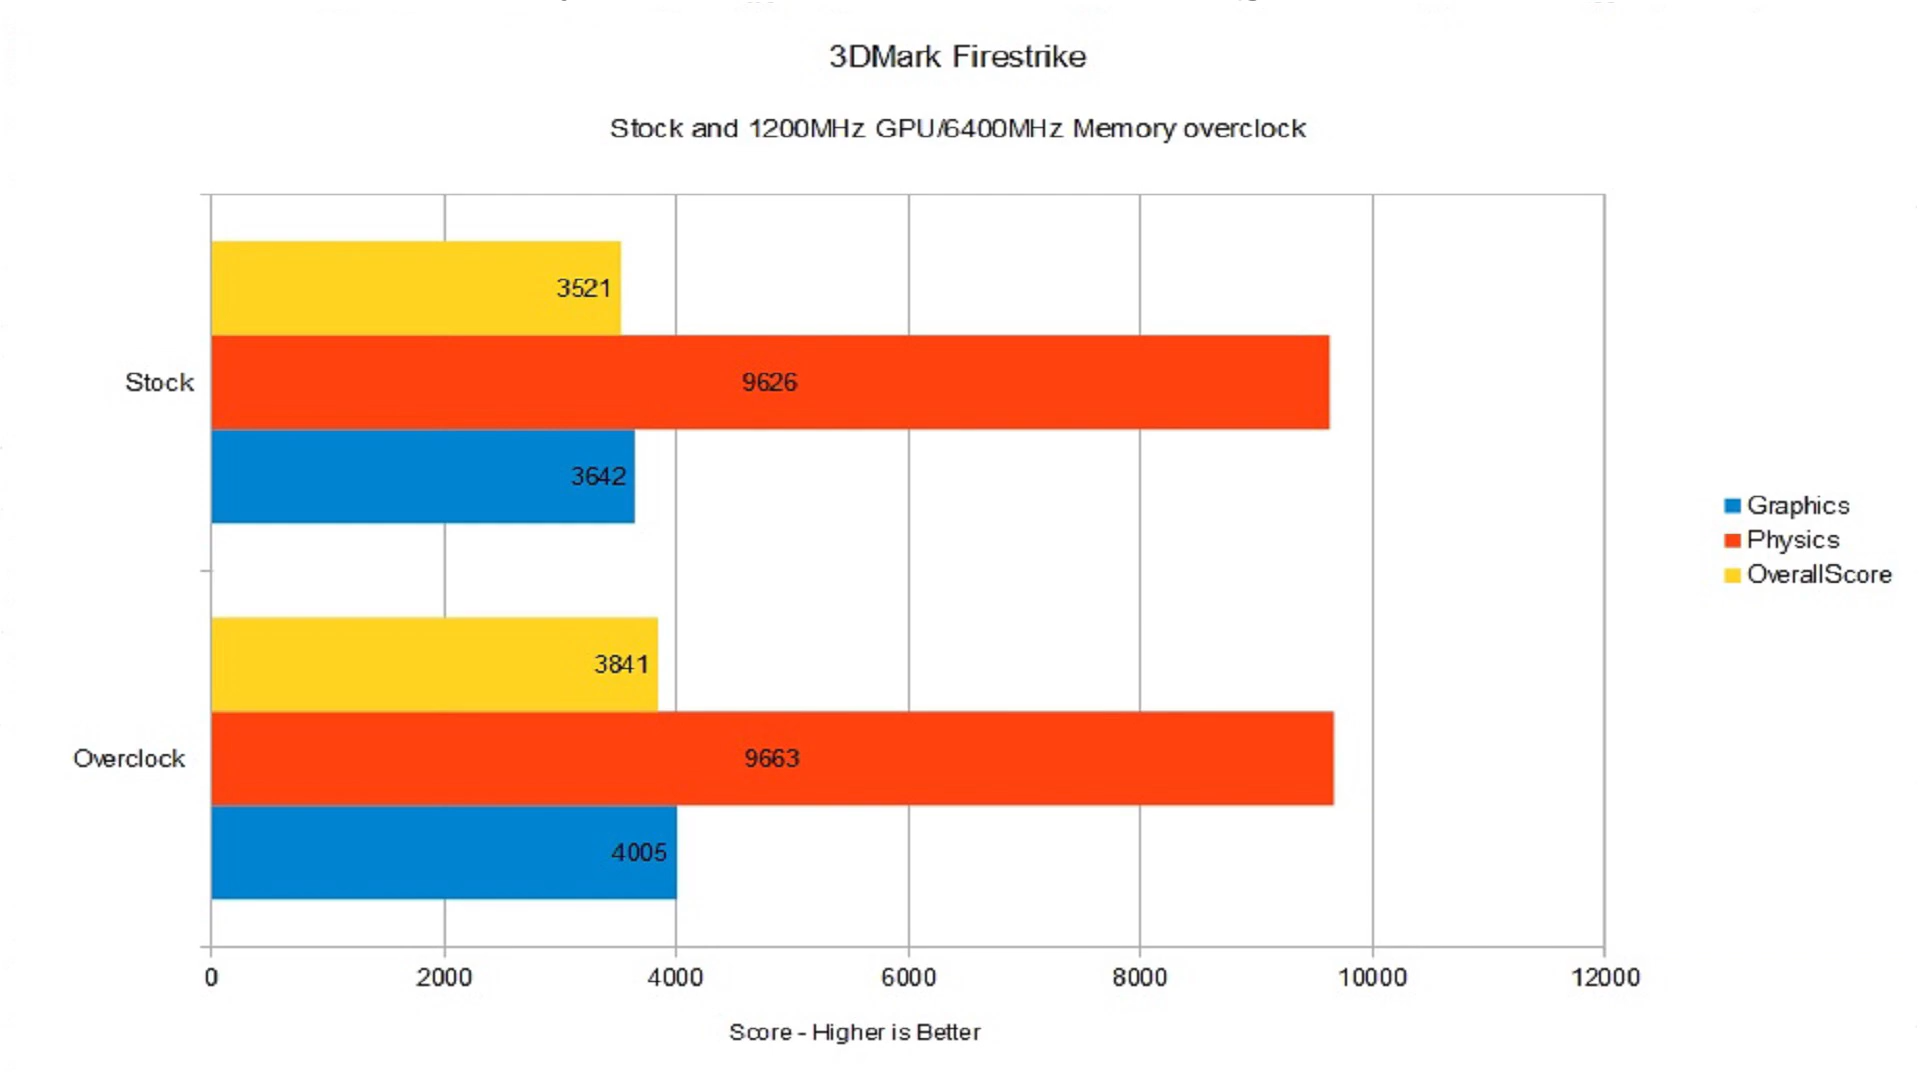 3DMark Firestrike
Stock and 1200MHz GPU/6400MHz Memory overclock
3521
Stock
9626
3642
Graphics
Physics
OverallScore
3841
Overclock
9663
4005
0 2000 4000 6000 8000 10000 12000
Score - Higher is Better